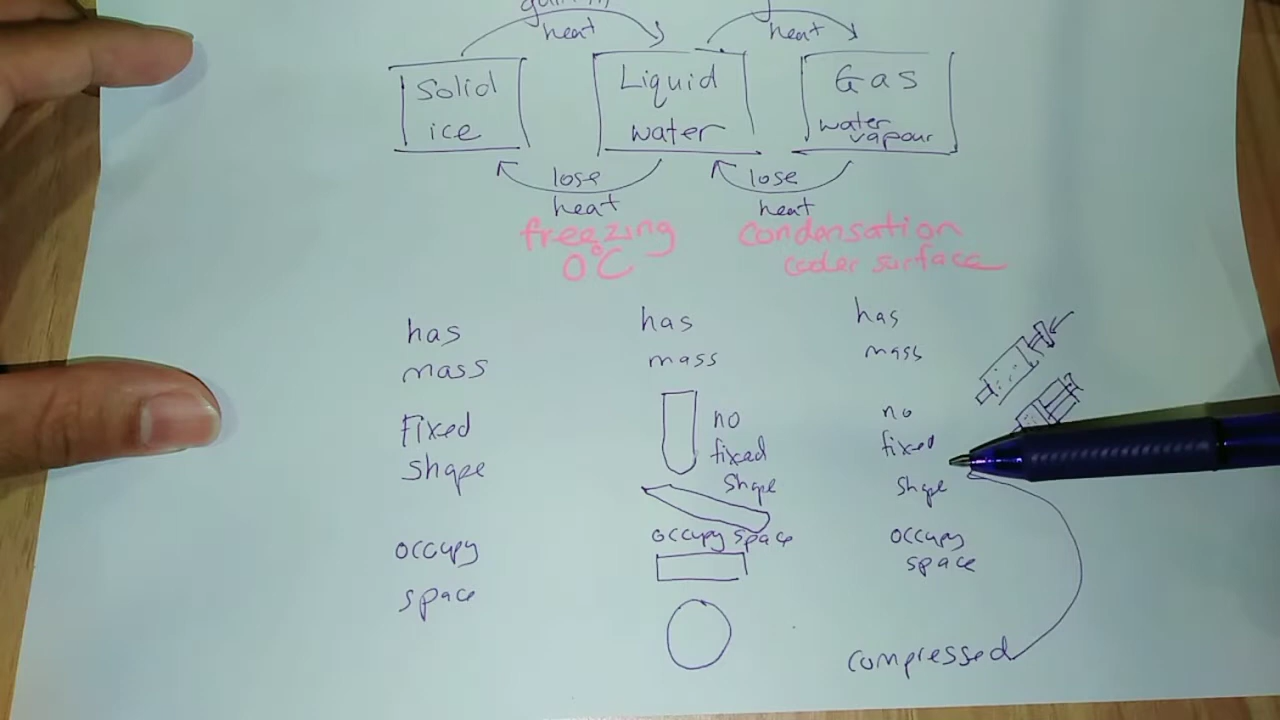 heat
heat
Solid
ice
Liquid
water
Gas
water
vapour
lose
heat
lose
heat
freezing
0°C
condensation
cooler surface
has
mass
has
mass
has
mass
Fixed
shape
no
fixed
shape
no
fixed
shape
occupy
space
occupy space
occupy
space
compressed